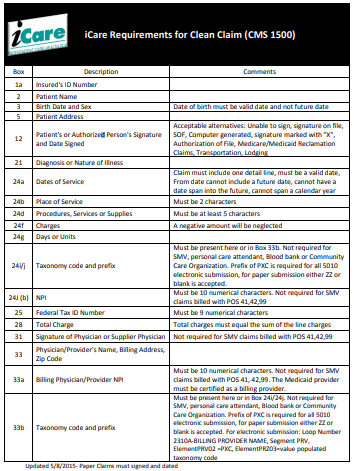 iCare
iCare Requirements for Clean Claim (CMS 1500)
Box Description Comments
1a Insured's ID Number
2 Patient Name
3 Birth Date and Sex Date of birth must be valid date and not future date
5 Patient Address
12 Patient's or Authorized Person's Signature and Date Signed
Acceptable alternatives: Unable to sign, signature on file,
SOF, Computer generated, signature marked with "X",
Authorization of File, Medicare/Medicaid Reclamation
Claims, Transportation, Lodging
21 Diagnosis or Nature of Illness
24a Dates of Service
Claim must include one detail line, must be a valid date,
From date cannot include a future date, cannot have a
date span into the future, cannot span a calendar year
24b Place of Service Must be 2 characters
24d Procedures, Services or Supplies Must be at least 5 characters
24f Charges A negative amount will be neglected
24g Days or Units
24i/j Taxonomy code and prefix
Must be present here or in Box 33b. Not required for
SMV, personal care attendant, Blood bank or Community
Care Organization. Prefix of PXC is required for all 5010
electronic submission, for paper submission either ZZ or
blank is accepted.
24J (b) NPI
Must be 10 numerical characters. Not required for SMV
claims billed with POS 41,42,99
25 Federal Tax ID Number Must be 9 numerical characters
28 Total Charge Total charges must equal the sum of the line charges
31 Signature of Physician or Supplier Physician Not required for SMV claims billed with POS 41,42,99
33 Physician/Provider's Name, Billing Address,
Zip Code
33a Billing Physician/Provider NPI
Must be 10 numerical characters. Not required for SMV
claims billed with POS 41, 42,99. The Medicaid provider
must be certified as a billing provider.
33b Taxonomy code and prefix
Must be present here or in Box 24i/24j. Not required for
SMV, personal care attendant, Blood bank or Community
Care Organization. Prefix of PXC is required for all 5010
electronic submission, for paper submission either ZZ or
blank is accepted. For electronic submission: Loop Number
2310A-BILLING PROVIDER NAME, Segment PRV,
ElementPRV02 =PXC, ElementPRZ03=value populated
taxonomy code
Updated 5/8/2015- Paper Claims must signed and dated